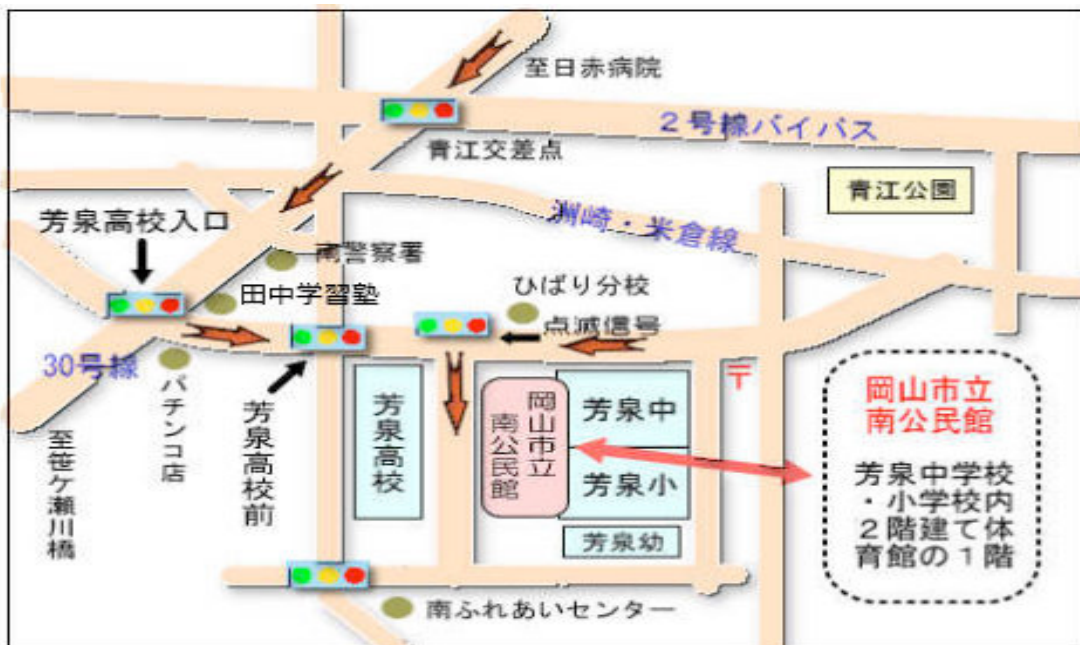 至日赤病院
2号線バイパス
青江交差点
青江公園
芳泉高校入口
洲崎・米倉線
南警察署
ひばり分校
田中学習塾
点滅信号
30号線
パチンコ店
至笹ケ瀬川橋
芳泉高校前
芳泉高校
岡山市立
南公民館
芳泉中
芳泉小
芳泉幼
〒
岡山市立
南公民館
芳泉中学校
・小学校内
2階建て体
育館の1階
南ふれあいセンター